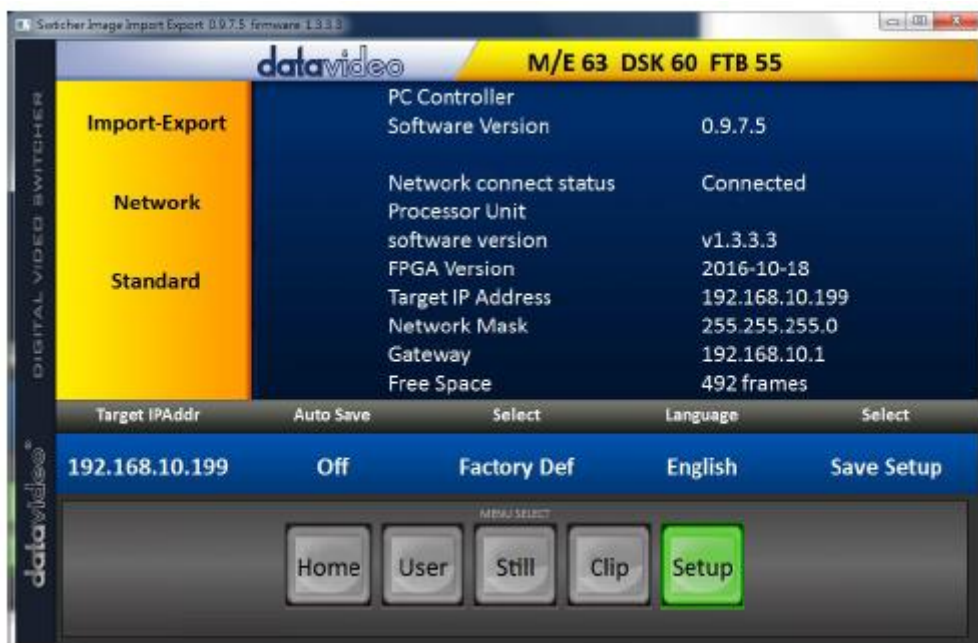 Switcher Image Import Export 0.9.7.5 firmware 1.3.3.3
datavideo M/E 63 DSK 60 FTB 55
DIGITAL VIDEO SWITCHER
Import-Export
Network
Standard
PC Controller
Software Version 0.9.7.5
Network connect status Connected
Processor Unit
software version v1.3.3.3
FPGA Version 2016-10-18
Target IP Address 192.168.10.199
Network Mask 255.255.255.0
Gateway 192.168.10.1
Free Space 492 frames
Target IPAddr Auto Save Select Language Select
192.168.10.199 Off Factory Def English Save Setup
datavideo®
MENU SELECT
Home User Still Clip Setup